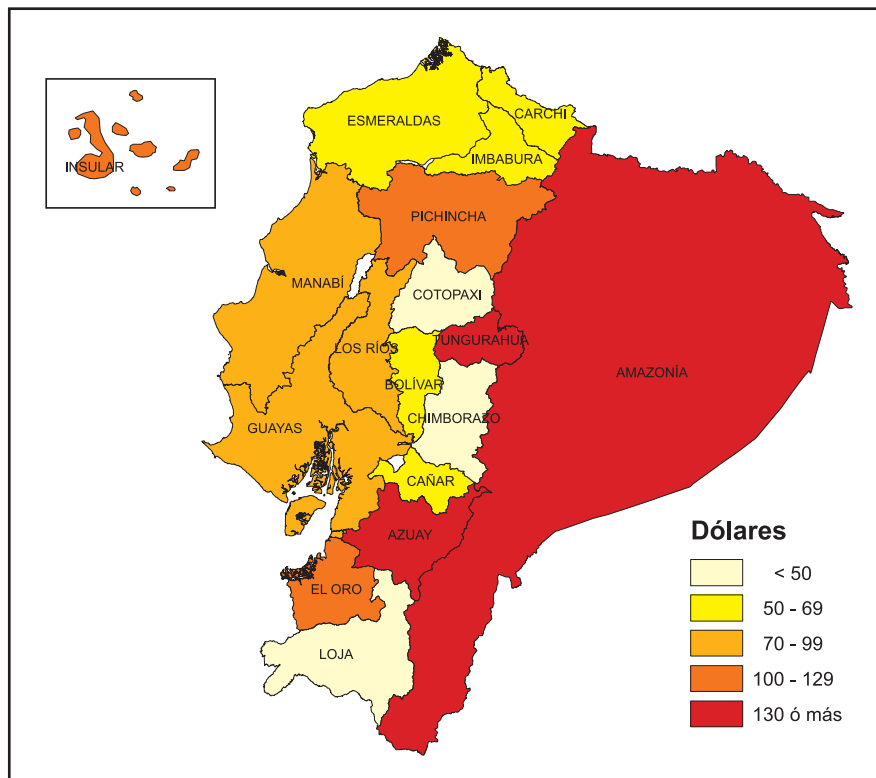 ESMERALDAS
CARCHI
IMBABURA
INSULAR
PICHINCHA
MANABÍ
COTOPAXI
LOS RÍOS
TUNGURAHUA
BOLÍVAR
AMAZONÍA
CHIMBORAZO
GUAYAS
CAÑAR
AZUAY
EL ORO
LOJA
Dólares
< 50
50 - 69
70 - 99
100 - 129
130 ó más